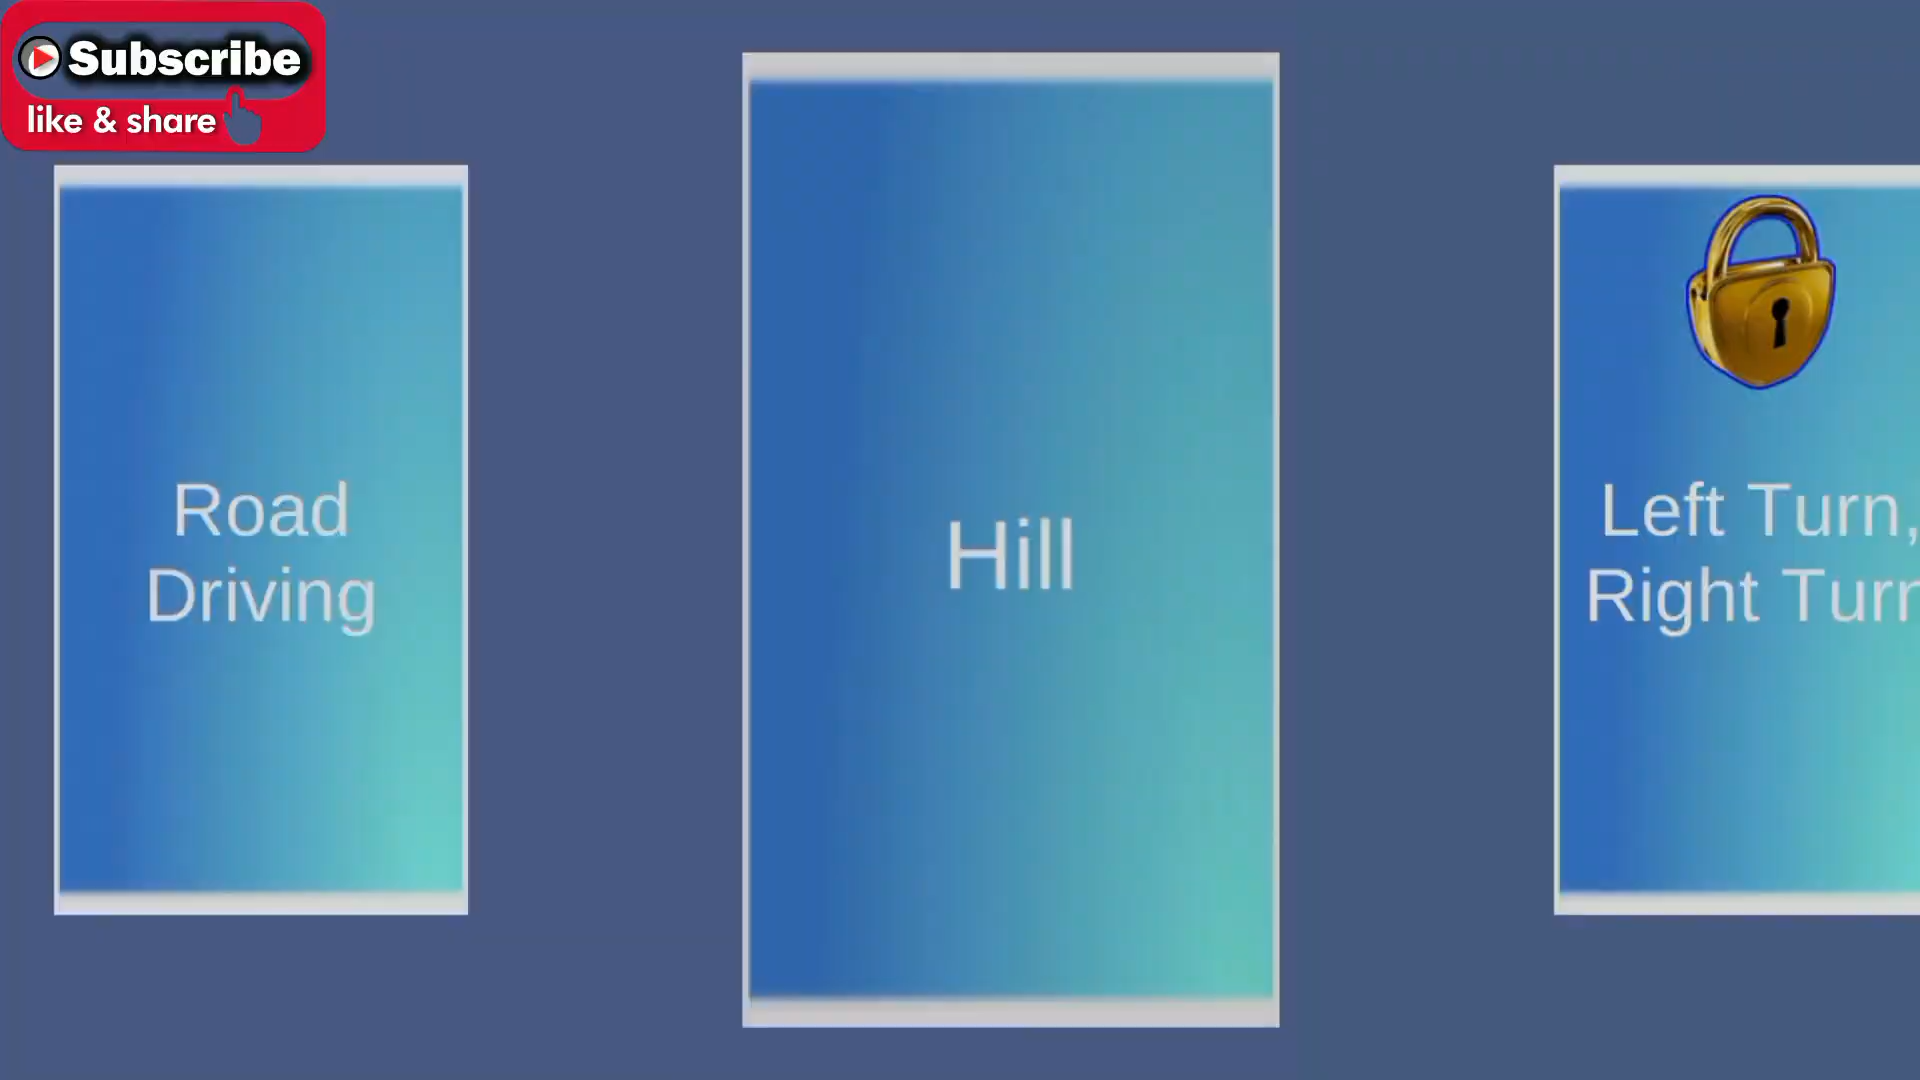 Subscribe
like & share
Road
Driving
Hill
Left Turn,
Right Turn